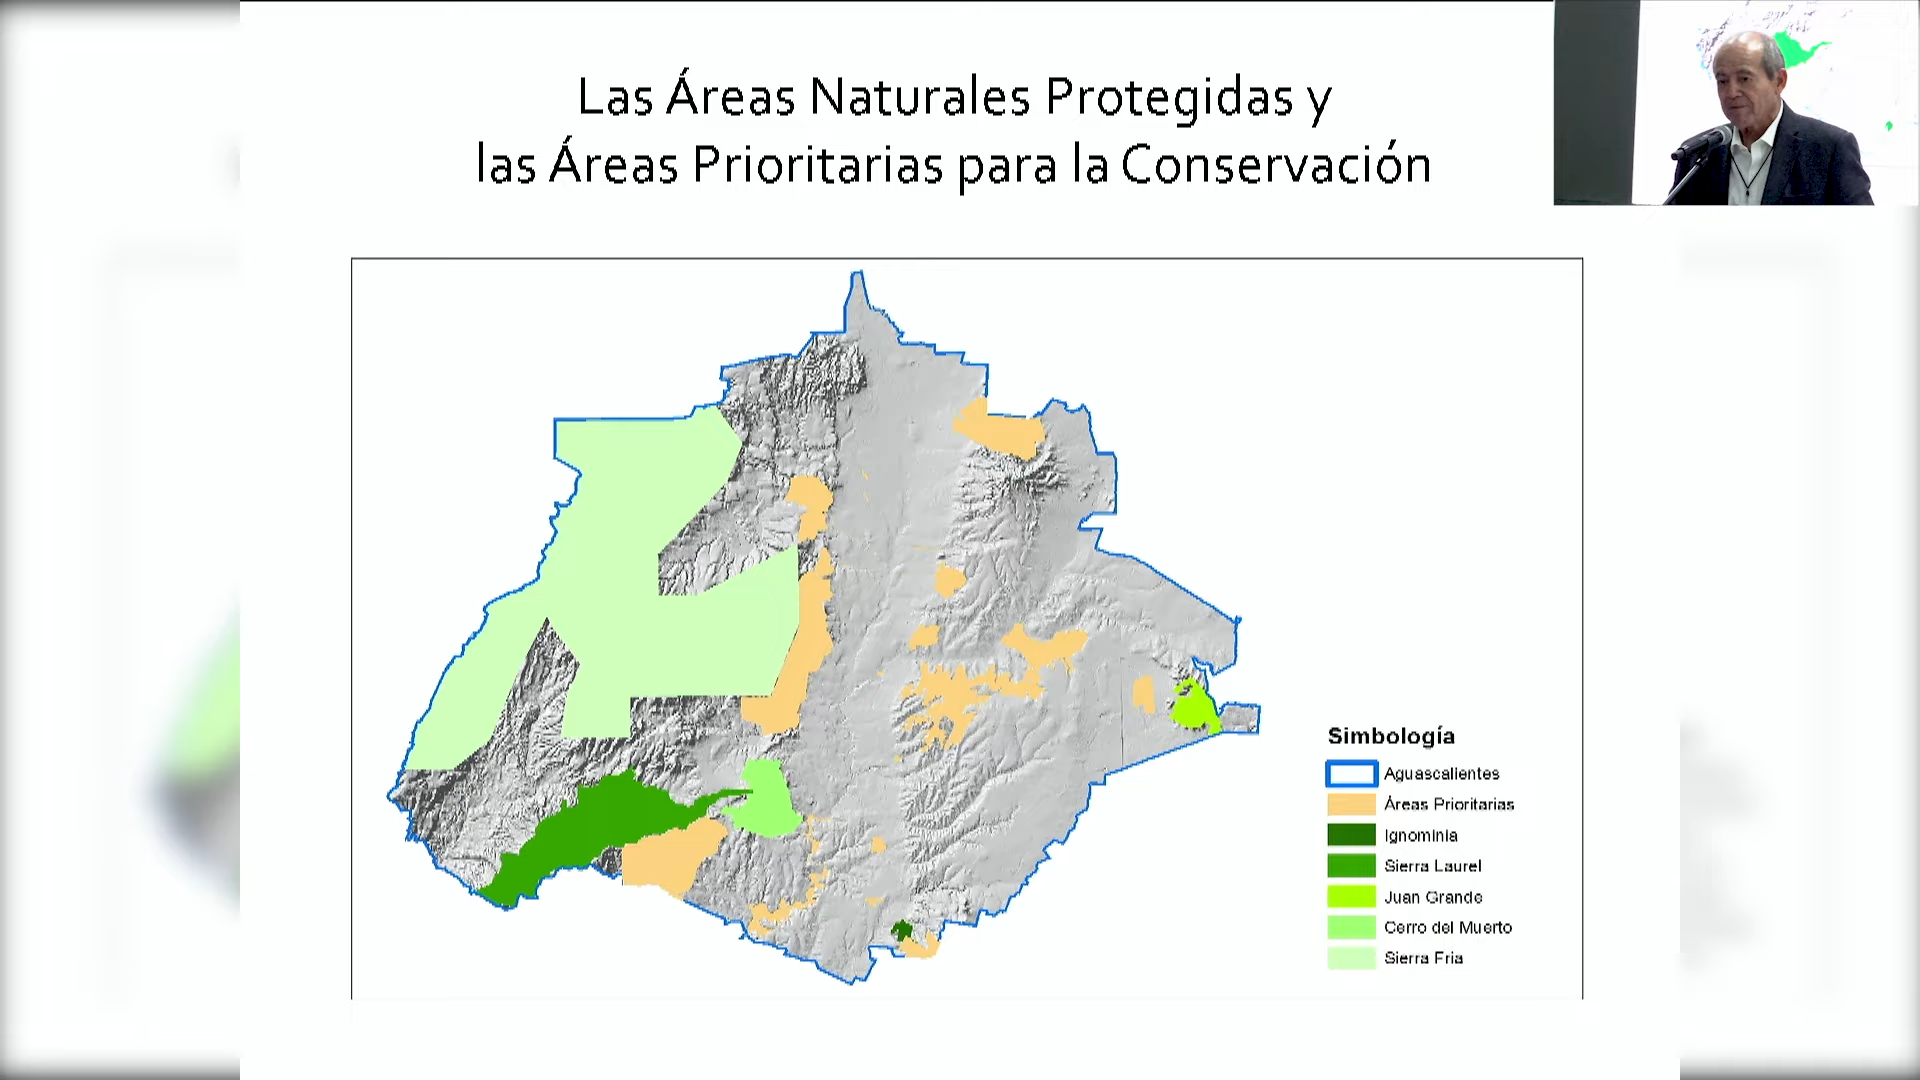 Las Áreas Naturales Protegidas y
las Áreas Prioritarias para la Conservación
Simbología
Aguascalientes
Áreas Prioritarias
Ignominia
Sierra Laurel
Juan Grande
Cerro del Muerto
Sierra Fria